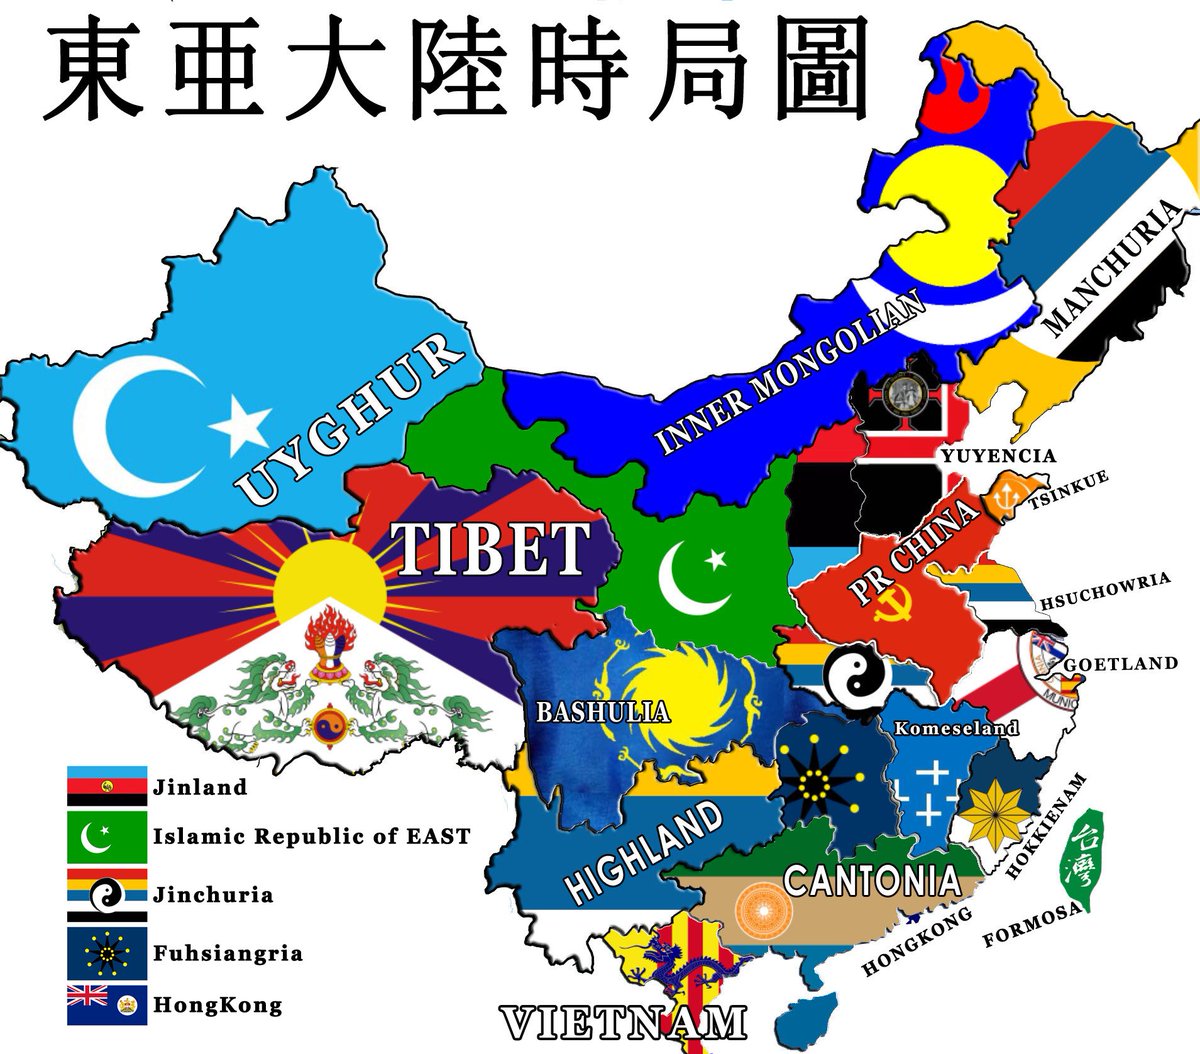 東亜大陸時局圖
MANCHURIA
INNER MONGOLIAN
UYGHUR
YUYENCIA
TSINKUE
TIBET
PR CHINA
HSUCHOWRIA
GOETLAND
MUNIC
BASHULIA
Komeseland
Jinland
HIGHLAND
HOKKIENAM
Islamic Republic of EAST
CANTONIA
台灣
Jinchuria
HONGKONG
FORMOSA
Fuhsiangria
HongKong
VIETNAM